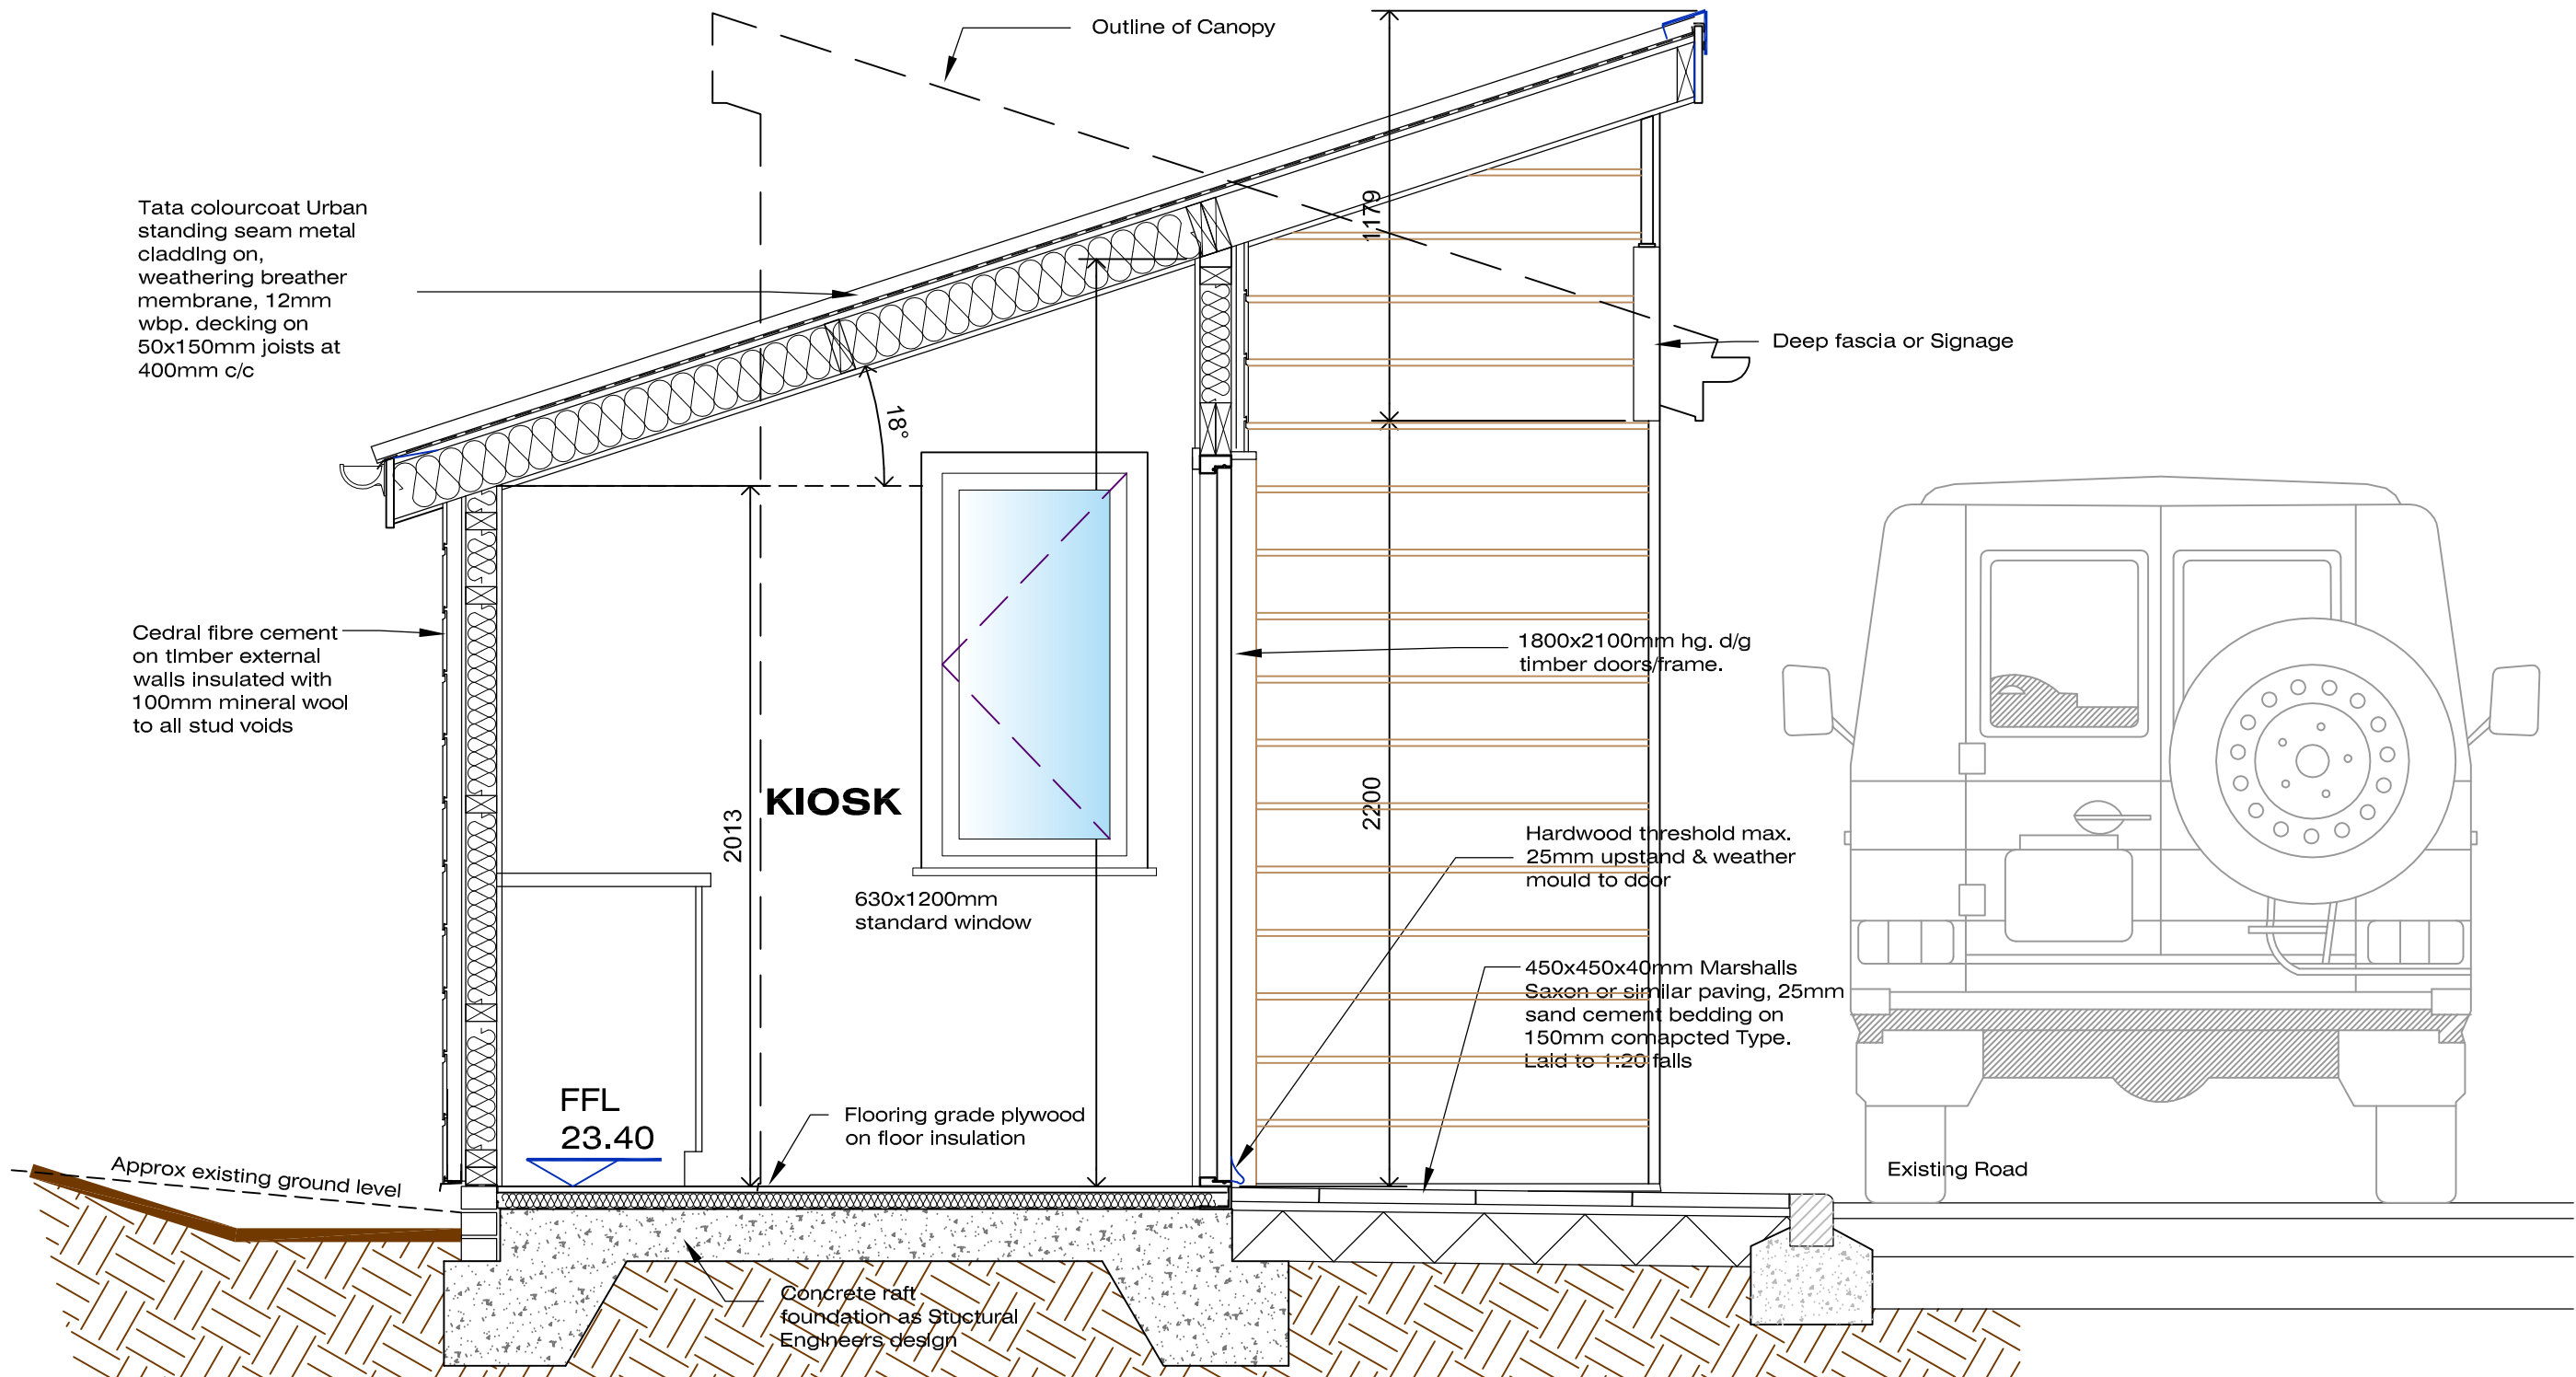 Outline of Canopy
Tata colourcoat Urban
standing seam metal
cladding on,
weathering breather
membrane, 12mm
wbp. decking on
50x150mm joists at
400mm c/c
1179
Deep fascia or Signage
18°
Cedral fibre cement
on timber external
walls insulated with
100mm mineral wool
to all stud voids
1800x2100mm hg. d/g
timber doors/frame.
KIOSK
2013
2200
Hardwood threshold max.
25mm upstand & weather
mould to door
630x1200mm
standard window
450x450x40mm Marshalls
Saxon or similar paving, 25mm
sand cement bedding on
150mm comapcted Type.
Laid to 1:20 falls
FFL
23.40
Flooring grade plywood
on floor insulation
Approx existing ground level
Existing Road
Concrete raft
foundation as Stuctural
Engineers design